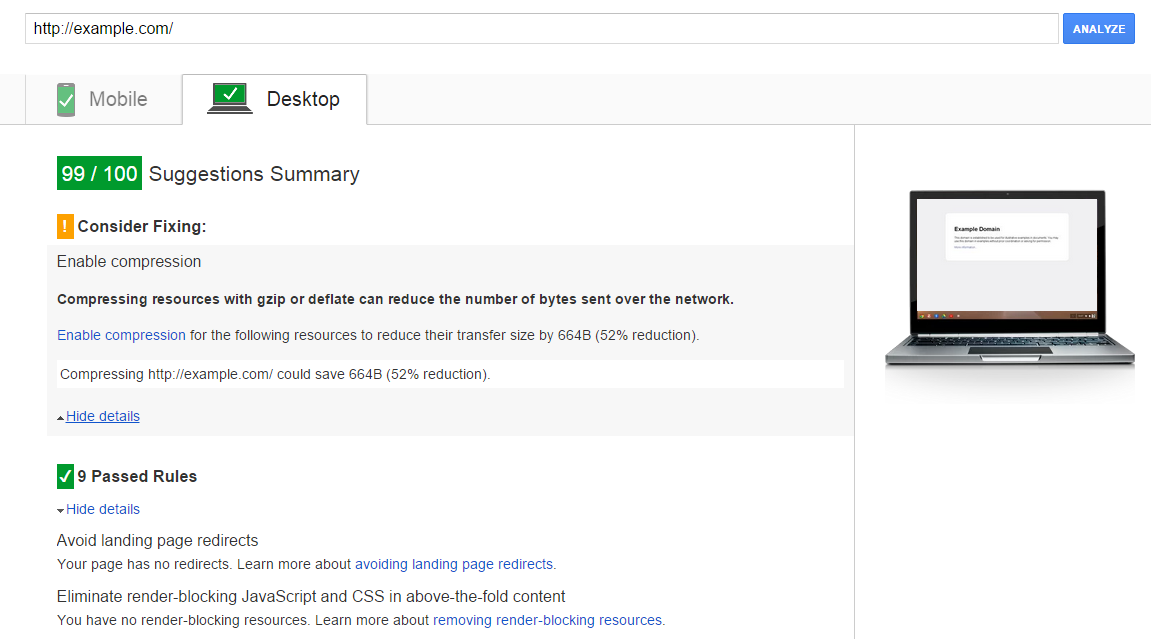 http://example.com/
ANALYZE
Mobile
Desktop
99 / 100 Suggestions Summary
! Consider Fixing:
Enable compression
Compressing resources with gzip or deflate can reduce the number of bytes sent over the network.
Enable compression for the following resources to reduce their transfer size by 664B (52% reduction).
Compressing http://example.com/ could save 664B (52% reduction).
Hide details
9 Passed Rules
Hide details
Avoid landing page redirects
Your page has no redirects. Learn more about avoiding landing page redirects.
Eliminate render-blocking JavaScript and CSS in above-the-fold content
You have no render-blocking resources. Learn more about removing render-blocking resources.
Example Domain